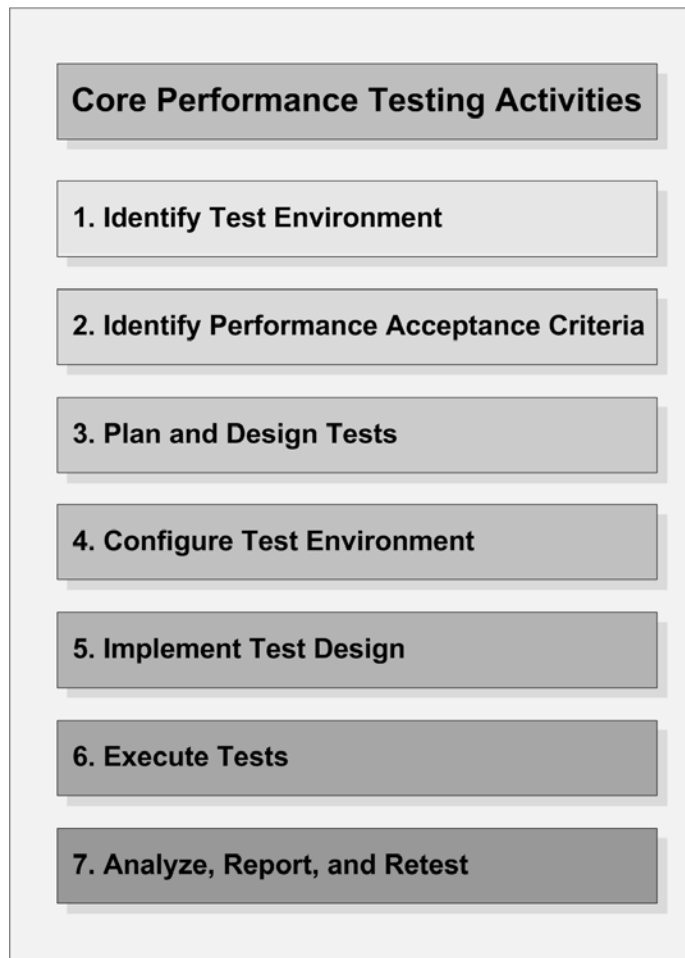 Core Performance Testing Activities
1. Identify Test Environment
2. Identify Performance Acceptance Criteria
3. Plan and Design Tests
4. Configure Test Environment
5. Implement Test Design
6. Execute Tests
7. Analyze, Report, and Retest